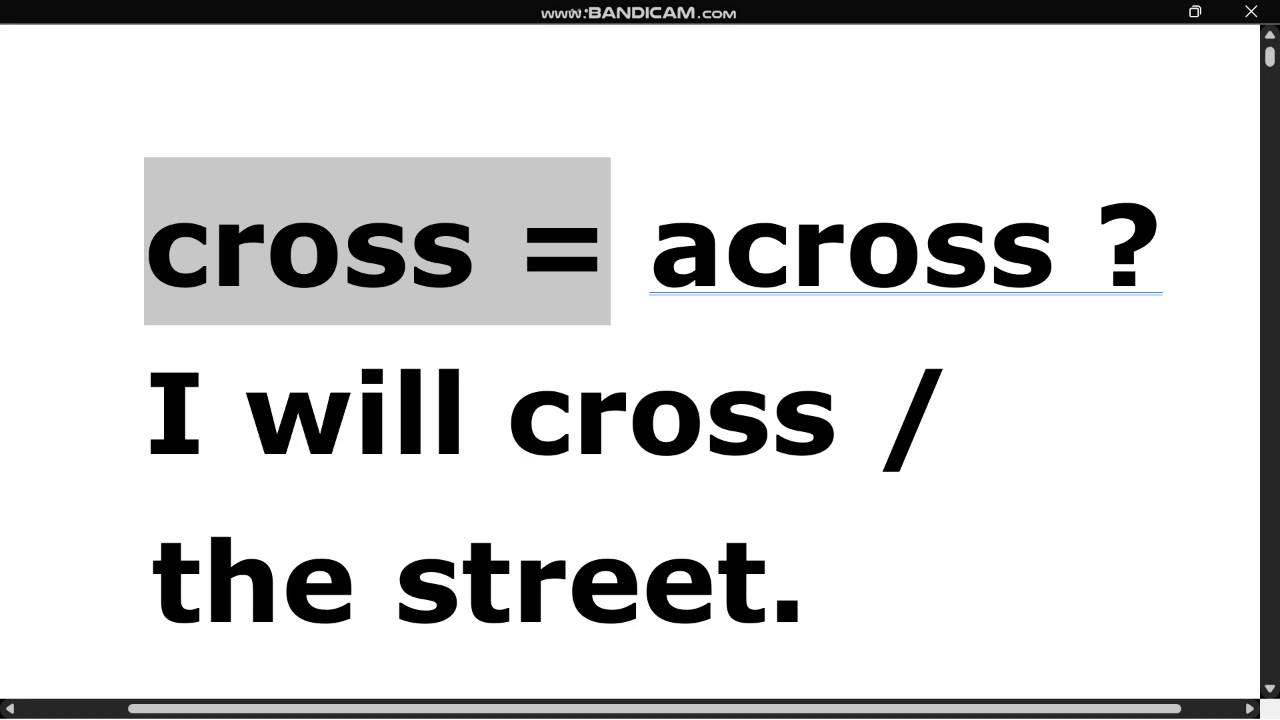 www.BANDICAM.com
cross = across ?
I will cross /
the street.